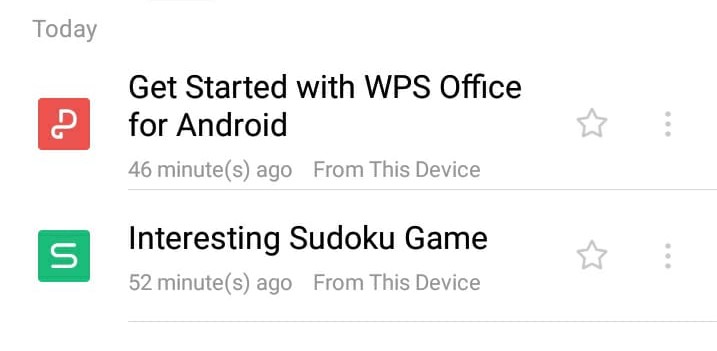 Today
Get Started with WPS Office
for Android
46 minute(s) ago From This Device
Interesting Sudoku Game
52 minute(s) ago From This Device